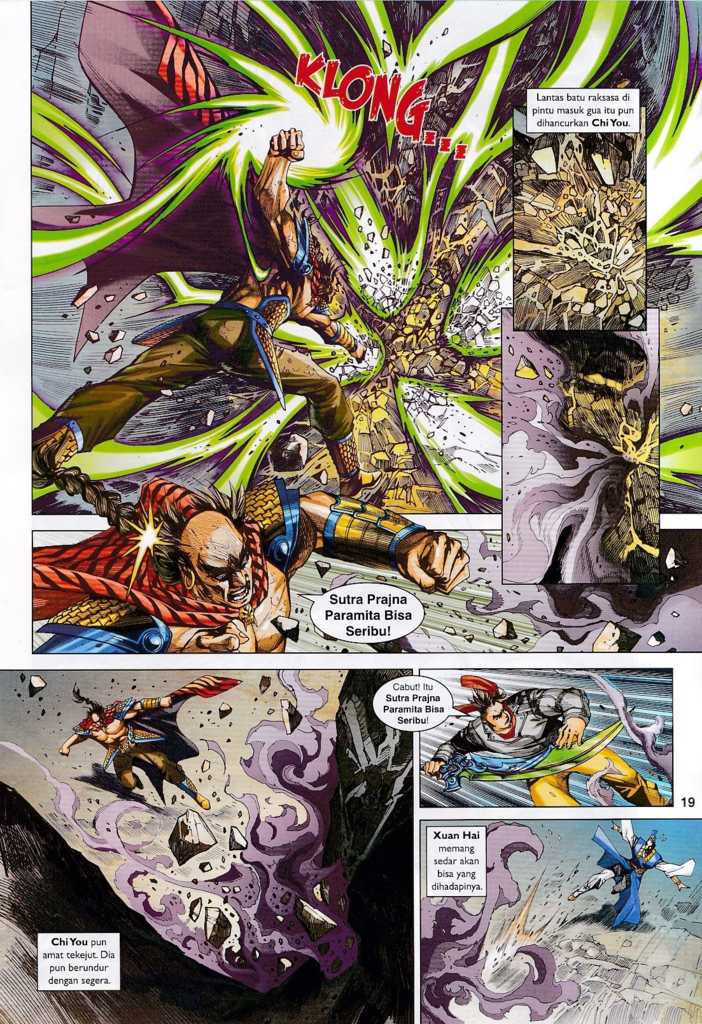 KLONG...
Lantas batu raksasa di
pintu masuk gua itu pun
dihancurkan Chi You.
Sutra Prajna
Paramita Bisa
Seribu!
Cabut! Itu
Sutra Prajna
Paramita Bisa
Seribu!
19
Xuan Hai
memang
sedar akan
bisa yang
dihadapinya.
Chi You pun
amat tekejut. Dia
pun berundur
dengan segera.